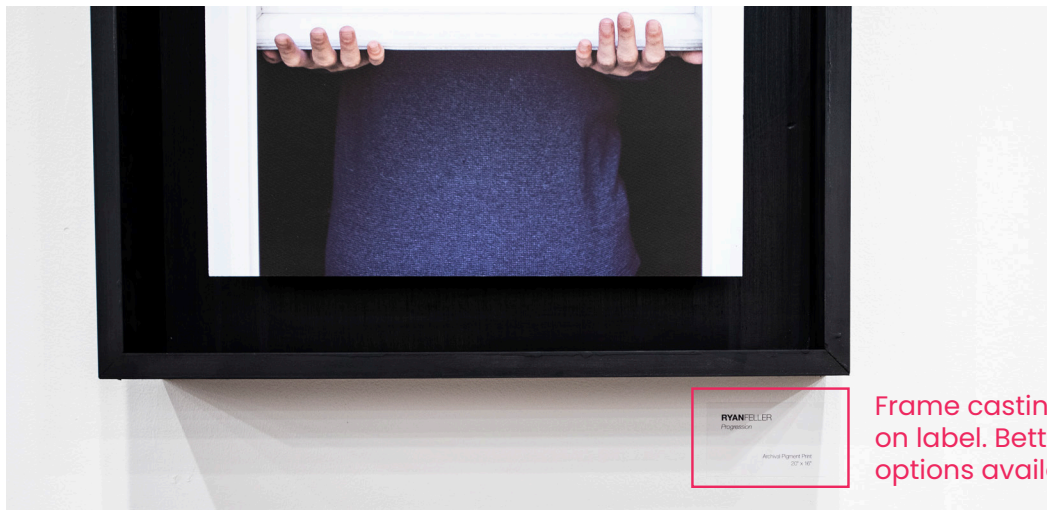 RYANFELLER
Progression
Archival Pigment Print
20" x 16"
Frame castin
on label. Bett
options avail